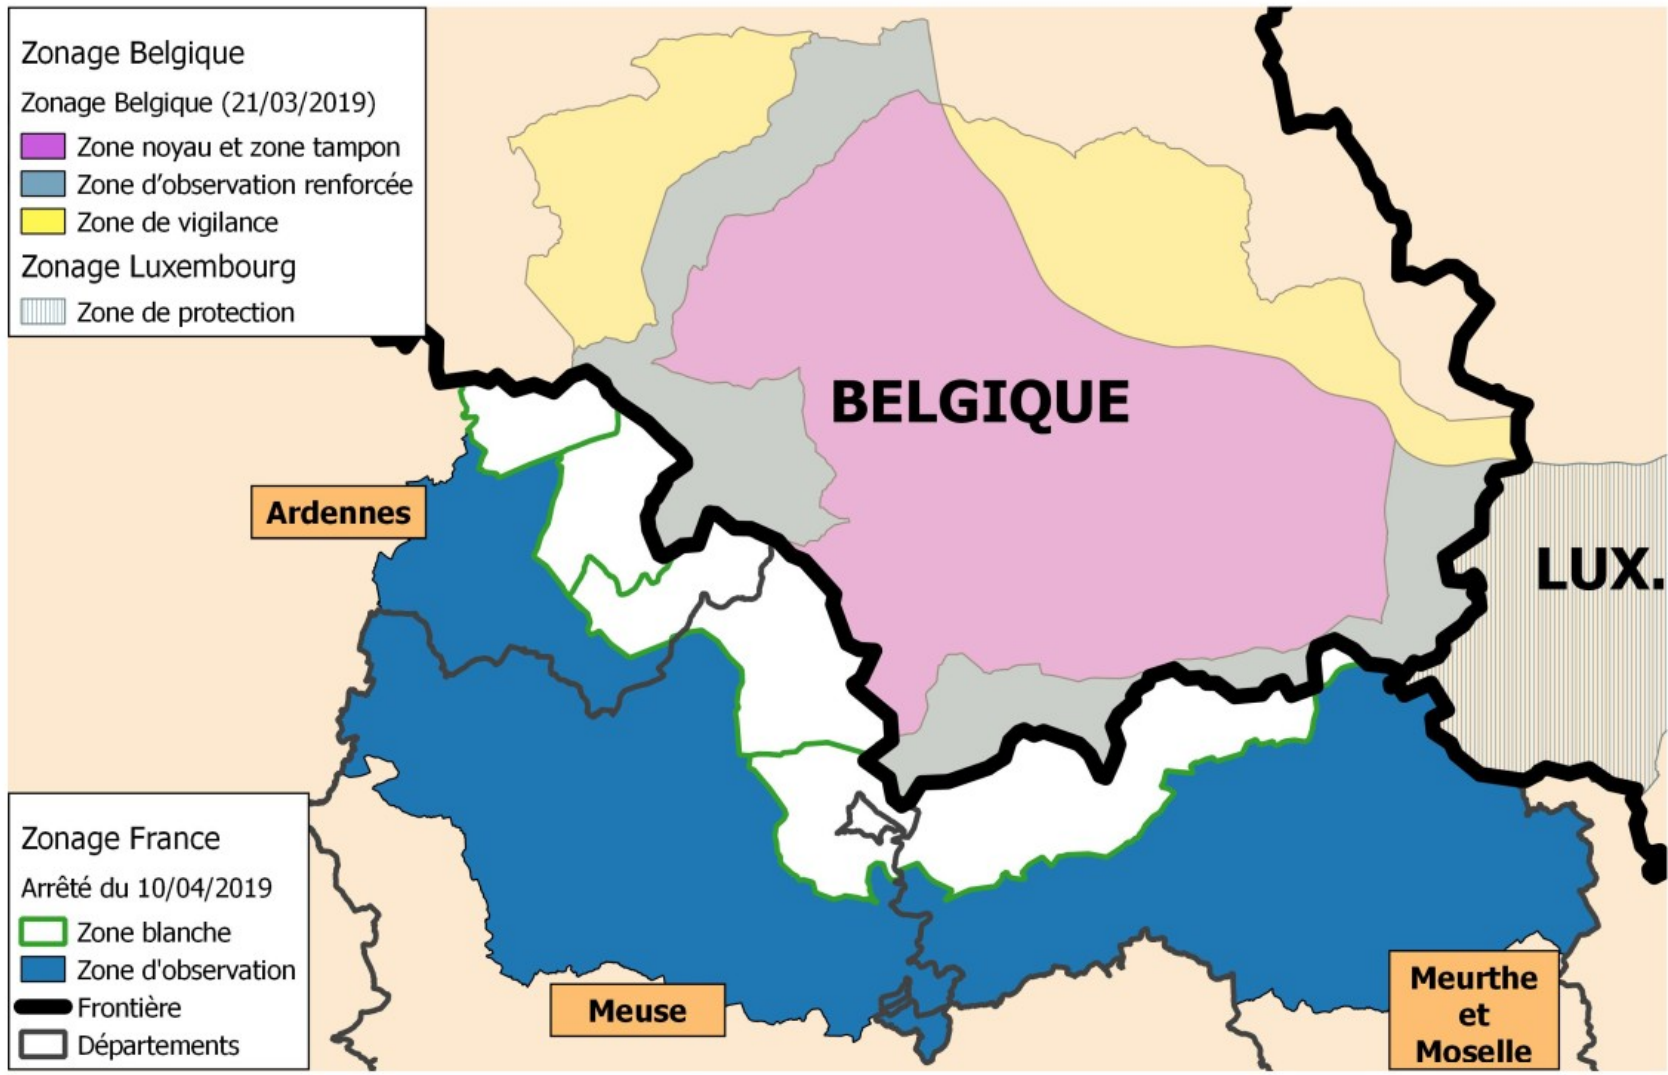 Zonage Belgique
Zonage Belgique (21/03/2019)
Zone noyau et zone tampon
Zone d’observation renforcée
Zone de vigilance
Zonage Luxembourg
Zone de protection
BELGIQUE
Ardennes
LUX.
Zonage France
Arrêté du 10/04/2019
Zone blanche
Zone d'observation
Frontière
Départements
Meuse
Meurthe
et
Moselle